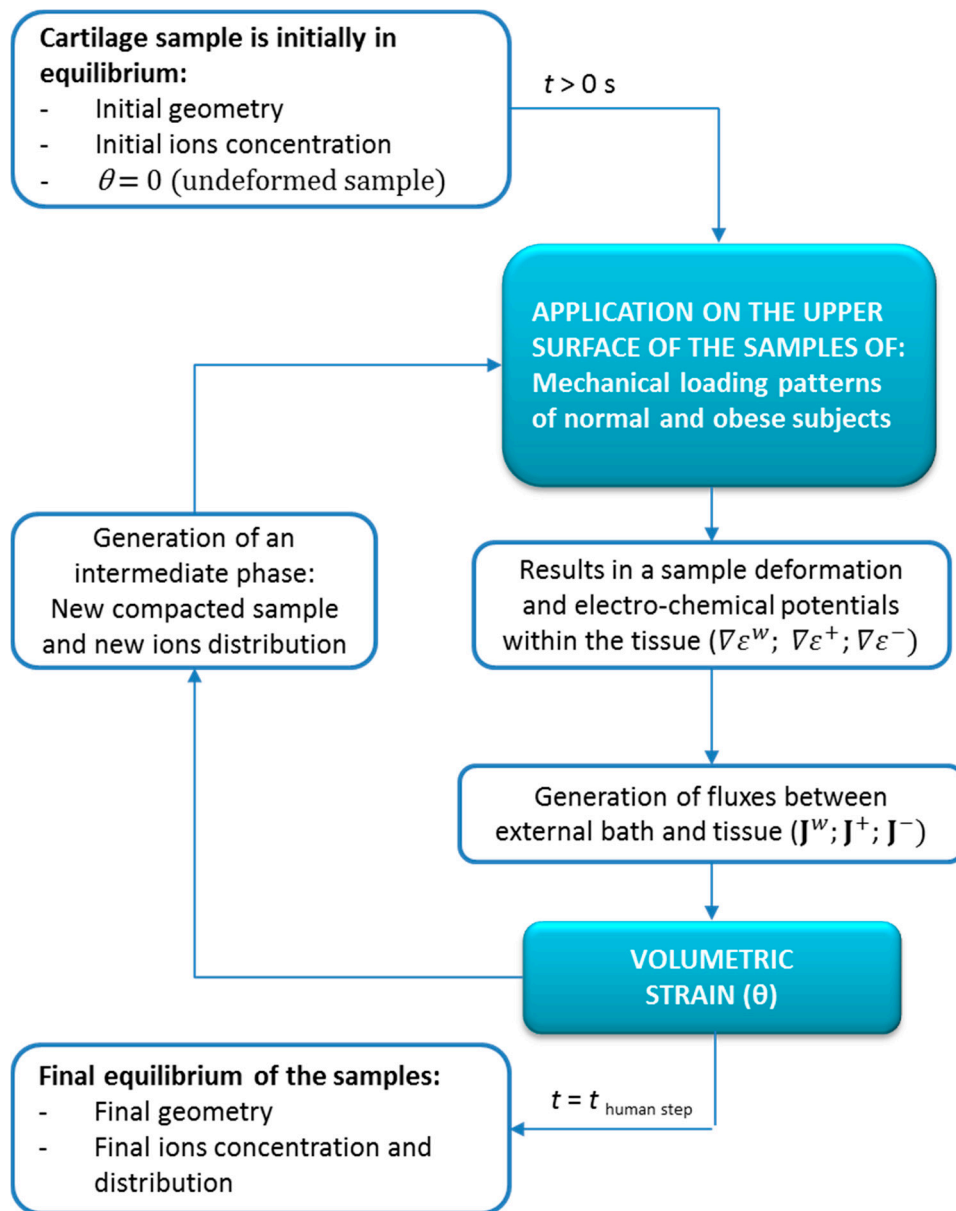 Cartilage sample is initially in
equilibrium:
- Initial geometry
- Initial ions concentration
- θ = 0 (undeformed sample)
t > 0 s
APPLICATION ON THE UPPER
SURFACE OF THE SAMPLES OF:
Mechanical loading patterns
of normal and obese subjects
Generation of an
intermediate phase:
New compacted sample
and new ions distribution
Results in a sample deformation
and electro-chemical potentials
within the tissue (∇ε^w; ∇ε^+; ∇ε^−)
Generation of fluxes between
external bath and tissue (J^w; J^+; J^−)
VOLUMETRIC
STRAIN (θ)
t = t human step
Final equilibrium of the samples:
- Final geometry
- Final ions concentration and
distribution